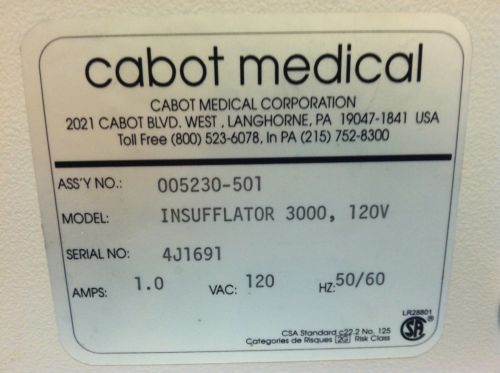 cabot medical
CABOT MEDICAL CORPORATION
2021 CABOT BLVD. WEST , LANGHORNE, PA 19047-1841 USA
Toll Free (800) 523-6078, In PA (215) 752-8300
ASS'Y NO.: 005230-501
MODEL: INSUFFLATOR 3000, 120V
SERIAL NO: 4J1691
AMPS: 1.0 VAC: 120 HZ: 50/60
LR28801
SA
CSA Standard c22.2 No. 125
Categories de Risques 2G Risk Class